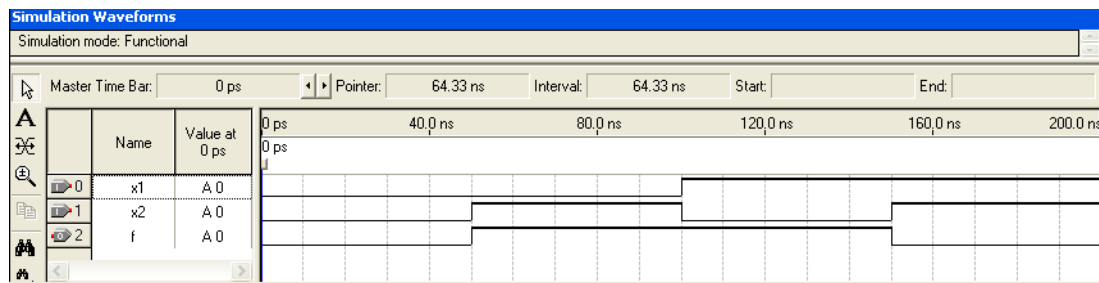 Simulation Waveforms
Simulation mode: Functional
Master Time Bar: 0 ps Pointer: 64.33 ns Interval: 64.33 ns Start: End:
A
Name Value at 0 ps
0 ps 40.0 ns 80.0 ns 120.0 ns 160.0 ns 200.0 ns
0 ps
0 x1 A 0
1 x2 A 0
2 f A 0